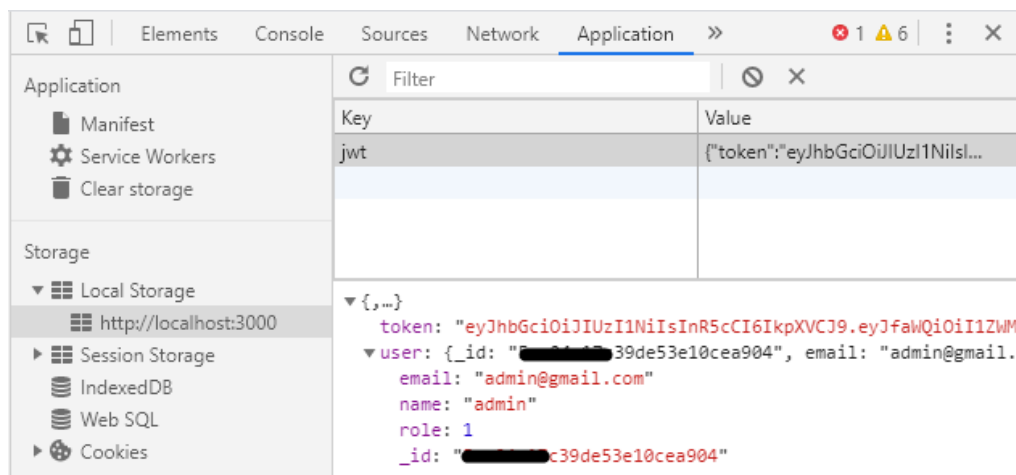 Elements Console Sources Network Application » 1 6
Application
Manifest
Service Workers
Clear storage
Storage
Local Storage
http://localhost:3000
Session Storage
IndexedDB
Web SQL
Cookies
Filter
Key Value
jwt {"token":"eyJhbGciOiJIUzI1NiIsI...
{,…}
token: "eyJhbGciOiJIUzI1NiIsInR5cCI6IkpXVCJ9.eyJfaWQiOiI1ZWM
user: {_id: "39de53e10cea904", email: "admin@gmail.
email: "admin@gmail.com"
name: "admin"
role: 1
_id: "c39de53e10cea904"